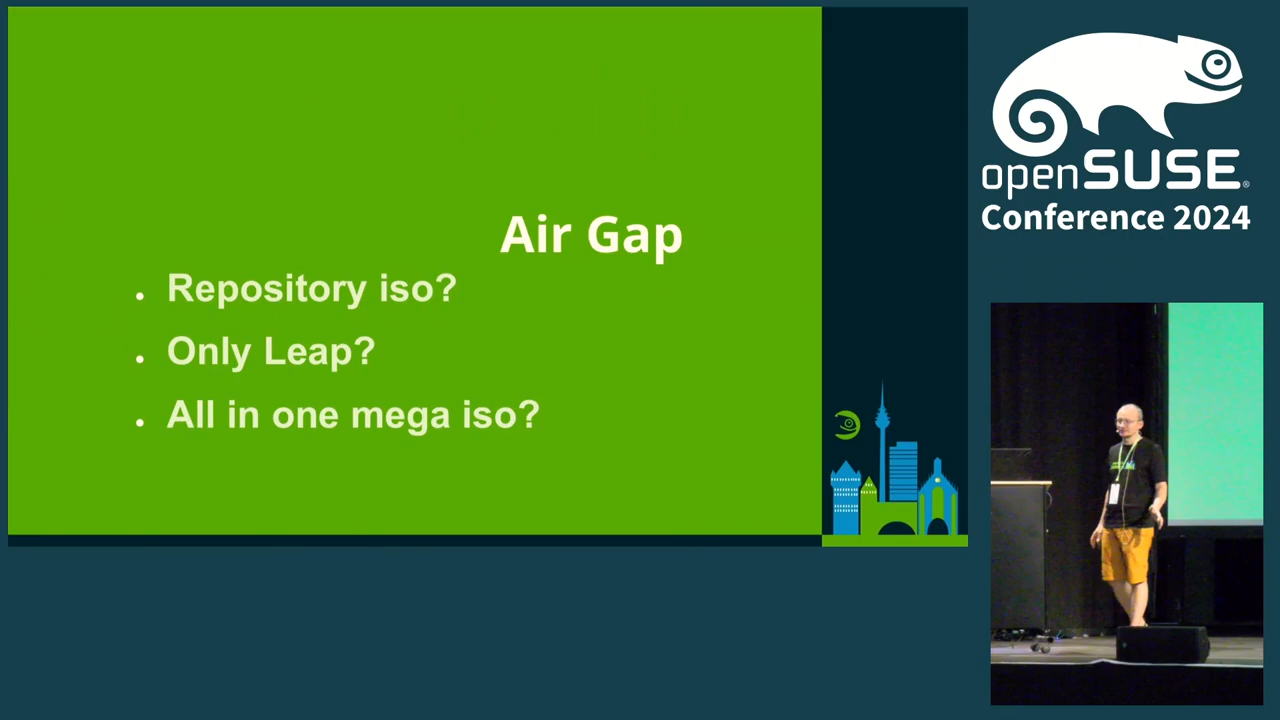 Air Gap
Repository iso?
Only Leap?
All in one mega iso?
openSUSE®
Conference 2024